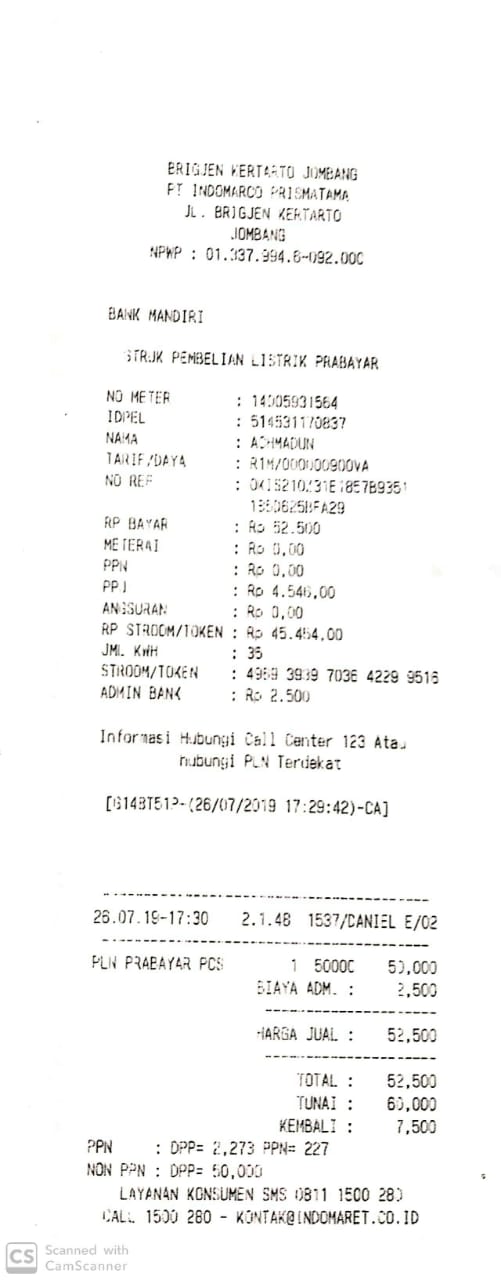 BRIGJEN KERTARTO JOMBANG
PT INDOMARCO PRISMATAMA
JL. BRIGJEN KERTARTO
JOMBANG
NPWP : 01.337.994.6-092.000
BANK MANDIRI
STRUK PEMBELIAN LISTRIK PRABAYAR
NO METER : 14005931564
IDPEL : 514531170837
NAMA : ACHMADUN
TARIF/DAYA : R1M/000000900VA
NO REF :
RP BAYAR : Rp 52.500
METERAI : Rp 0,00
PPN : Rp 0,00
PPJ : Rp 4.546,00
ANGSURAN : Rp 0,00
RP STROOM/TOKEN : Rp 45.454,00
JML KWH : 35
STROOM/TOKEN : 4969 3939 7036 4229 9516
ADMIN BANK : Rp 2.500
Informasi Hubungi Call Center 123 Atau
hubungi PLN Terdekat
(26/07/2019 17:29:42)-CA]
26.07.19-17:30 2.1.48 1537/DANIEL E/02
PLN PRABAYAR PCS 1 50000 50,000
BIAYA ADM. : 2,500
HARGA JUAL : 52,500
TOTAL : 52,500
TUNAI : 60,000
KEMBALI : 7,500
PPN : DPP= 2,273 PPN= 227
NON PPN : DPP= 50,000
LAYANAN KONSUMEN SMS 0811 1500 280
CALL 1500 280 - KONTAK@INDOMARET.CO.ID
CS Scanned with
CamScanner